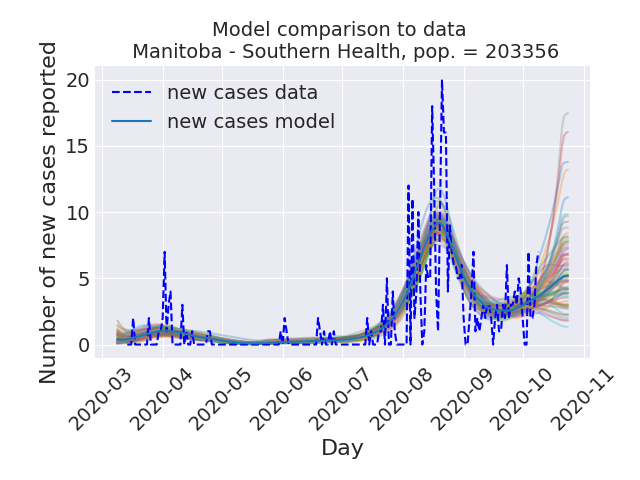 Model comparison to data
Manitoba - Southern Health, pop. = 203356
Number of new cases reported
20
15
10
5
0
new cases data
new cases model
2020-03
2020-04
2020-05
2020-06
2020-07
2020-08
2020-09
2020-10
2020-11
Day